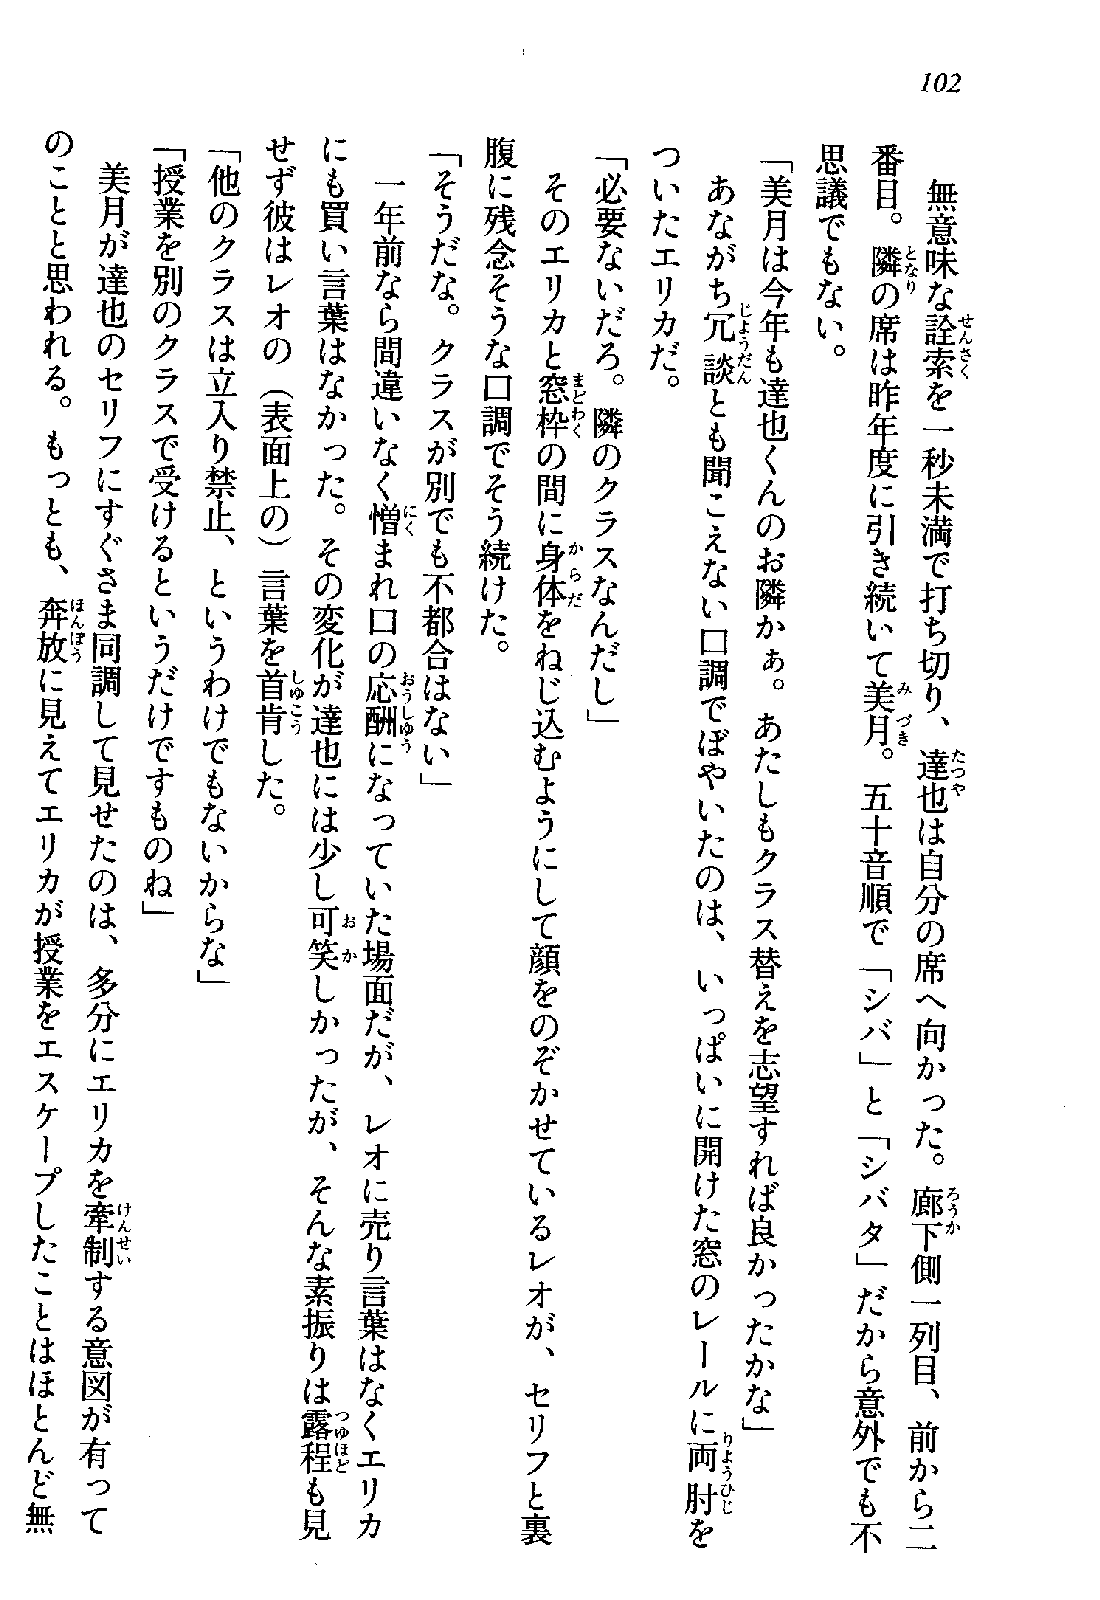 102
無意味な詮索を一秒未満で打ち切り、達也は自分の席へ向かった。廊下側一列目、前から二
番目。隣の席は昨年度に引き続いて美月。五十音順で「シバ」と「シバタ」だから意外でも不
思議でもない。
「美月は今年も達也くんのお隣かぁ。あたしもクラス替えを志望すれば良かったかな」
あながち冗談とも聞こえない口調でぼやいたのは、いっぱいに開けた窓のレールに両肘を
ついたエリカだ。
「必要ないだろ。隣のクラスなんだし」
そのエリカと窓枠の間に身体をねじ込むようにして顔をのぞかせているレオが、セリフと裏
腹に残念そうな口調でそう続けた。
「そうだな。クラスが別でも不都合はない」
一年前なら間違いなく憎まれ口の応酬になっていた場面だが、レオに売り言葉はなくエリカ
にも買い言葉はなかった。その変化が達也には少し可笑しかったが、そんな素振りは露程も見
せず彼はレオの（表面上の）言葉を首肯した。
「他のクラスは立入り禁止、というわけでもないからな」
「授業を別のクラスで受けるというだけですものね」
美月が達也のセリフにすぐさま同調して見せたのは、多分にエリカを牽制する意図が有って
のことと思われる。もっとも、奔放に見えてエリカが授業をエスケープしたことはほとんど無